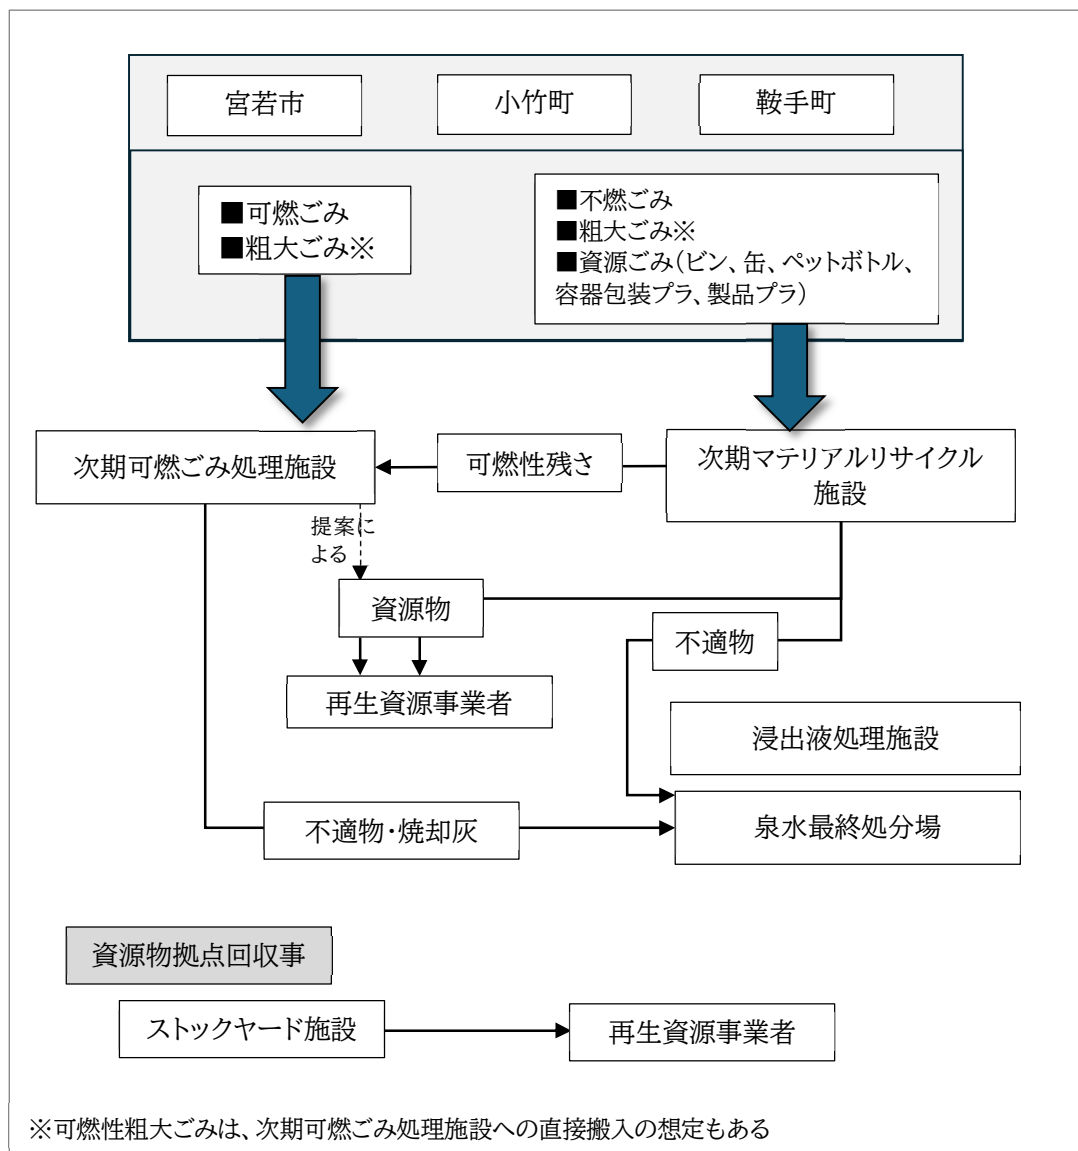 宮若市
小竹町
鞍手町
■可燃ごみ
■粗大ごみ※
■不燃ごみ
■粗大ごみ※
■資源ごみ(ビン、缶、ペットボトル、
容器包装プラ、製品プラ)
次期可燃ごみ処理施設
可燃性残さ
次期マテリアルリサイクル
施設
提案に
よる
資源物
不適物
再生資源事業者
浸出液処理施設
不適物・焼却灰
泉水最終処分場
資源物拠点回収事
ストックヤード施設
再生資源事業者
※可燃性粗大ごみは、次期可燃ごみ処理施設への直接搬入の想定もある